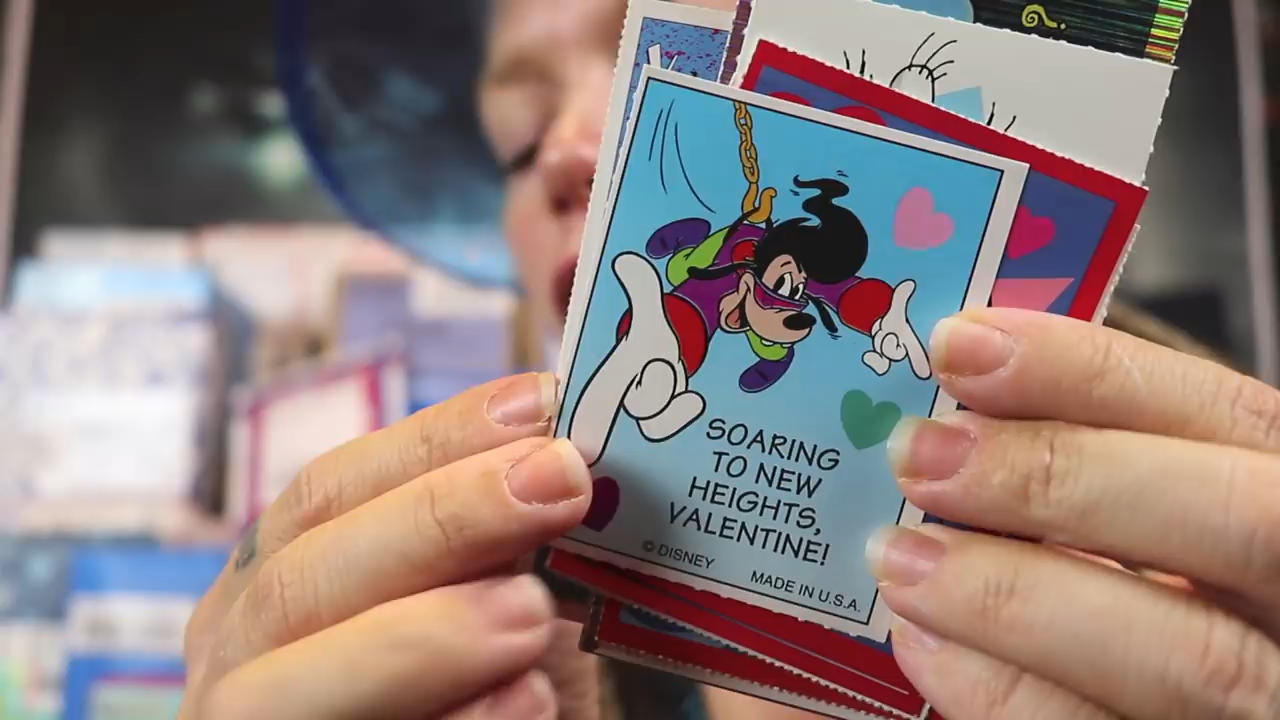 SOARING
TO NEW
HEIGHTS,
VALENTINE!
© DISNEY MADE IN U.S.A.